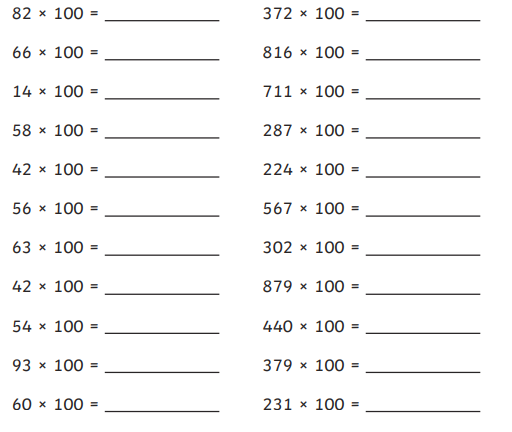 82 × 100 = ____________
66 × 100 = ____________
14 × 100 = ____________
58 × 100 = ____________
42 × 100 = ____________
56 × 100 = ____________
63 × 100 = ____________
42 × 100 = ____________
54 × 100 = ____________
93 × 100 = ____________
60 × 100 = ____________
372 × 100 = ____________
816 × 100 = ____________
711 × 100 = ____________
287 × 100 = ____________
224 × 100 = ____________
567 × 100 = ____________
302 × 100 = ____________
879 × 100 = ____________
440 × 100 = ____________
379 × 100 = ____________
231 × 100 = ____________